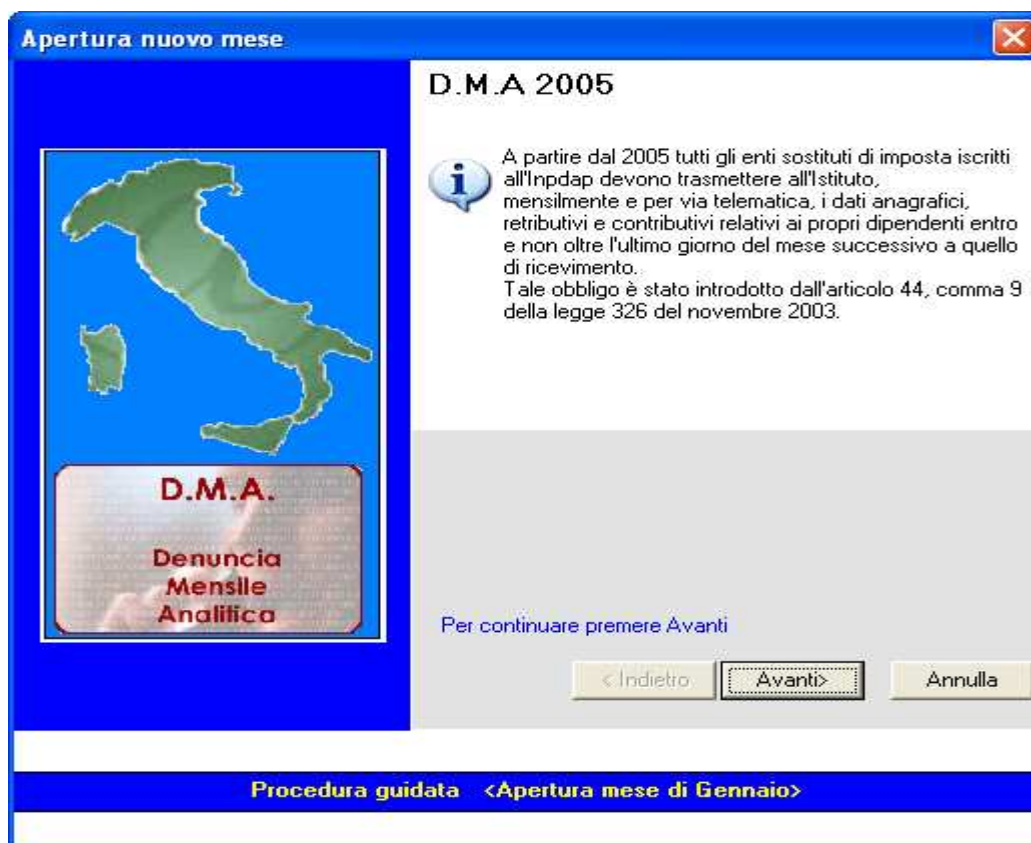 Apertura nuovo mese
D.M.A 2005
A partire dal 2005 tutti gli enti sostituti di imposta iscritti
all'Inpdap devono trasmettere all'Istituto,
mensilmente e per via telematica, i dati anagrafici,
retributivi e contributivi relativi ai propri dipendenti entro
e non oltre l'ultimo giorno del mese successivo a quello
di ricevimento.
Tale obbligo è stato introdotto dall'articolo 44, comma 9
della legge 326 del novembre 2003.
D.M.A.
Denuncia
Mensile
Analitica
Per continuare premere Avanti
< Indietro
Avanti>
Annulla
Procedura guidata <Apertura mese di Gennaio>